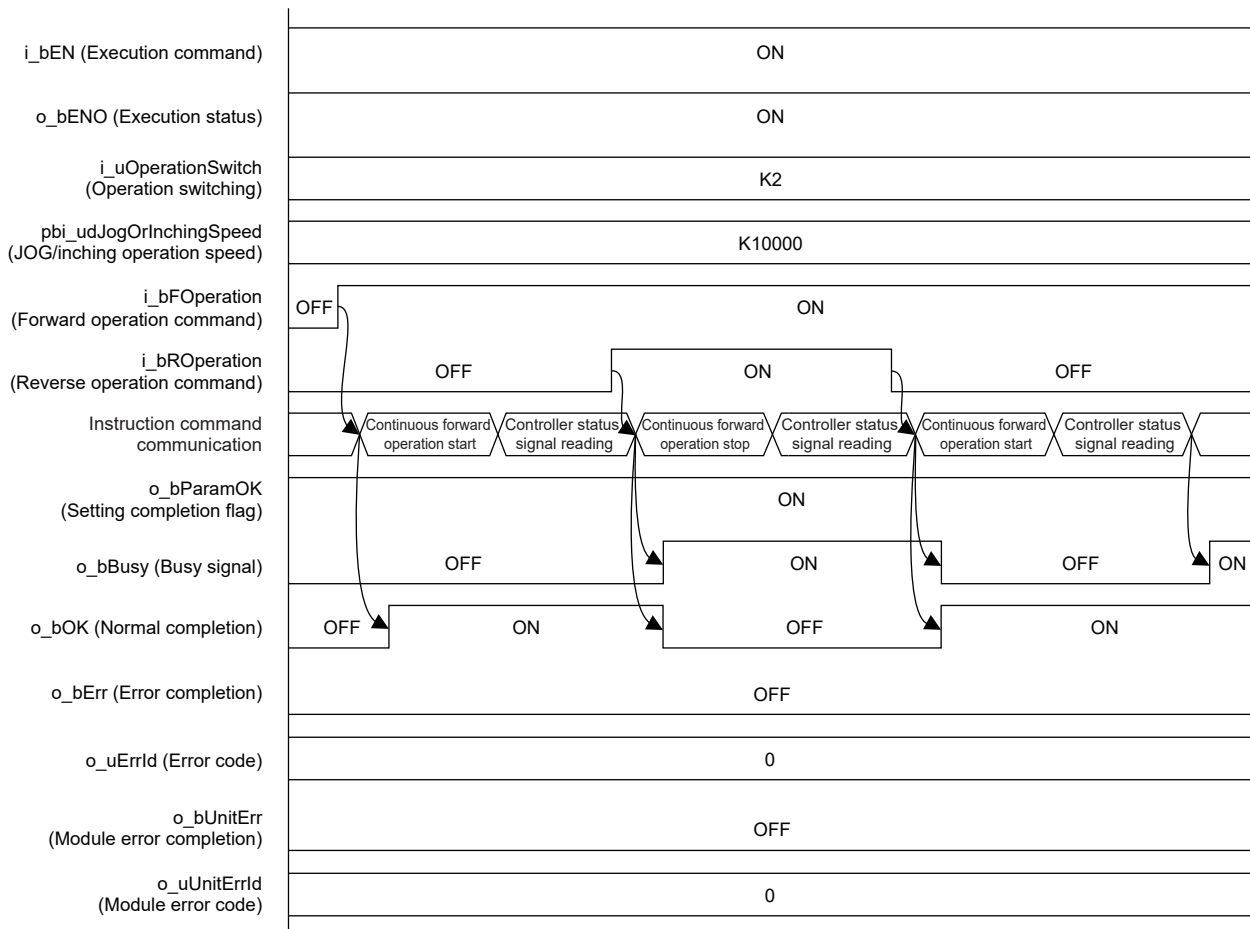 i_bEN (Execution command)
ON
o_bENO (Execution status)
ON
i_uOperationSwitch
(Operation switching)
K2
pbi_udJogOrInchingSpeed
(JOG/inching operation speed)
K10000
i_bFOperation
(Forward operation command)
OFF
ON
i_bROperation
(Reverse operation command)
OFF
ON
OFF
Instruction command
communication
Continuous forward
operation start
Controller status
signal reading
Continuous forward
operation stop
Controller status
signal reading
Continuous forward
operation start
Controller status
signal reading
o_bParamOK
(Setting completion flag)
ON
o_bBusy (Busy signal)
OFF
ON
OFF
ON
o_bOK (Normal completion)
OFF
ON
OFF
ON
o_bErr (Error completion)
OFF
o_uErrId (Error code)
0
o_bUnitErr
(Module error completion)
OFF
o_uUnitErrId
(Module error code)
0